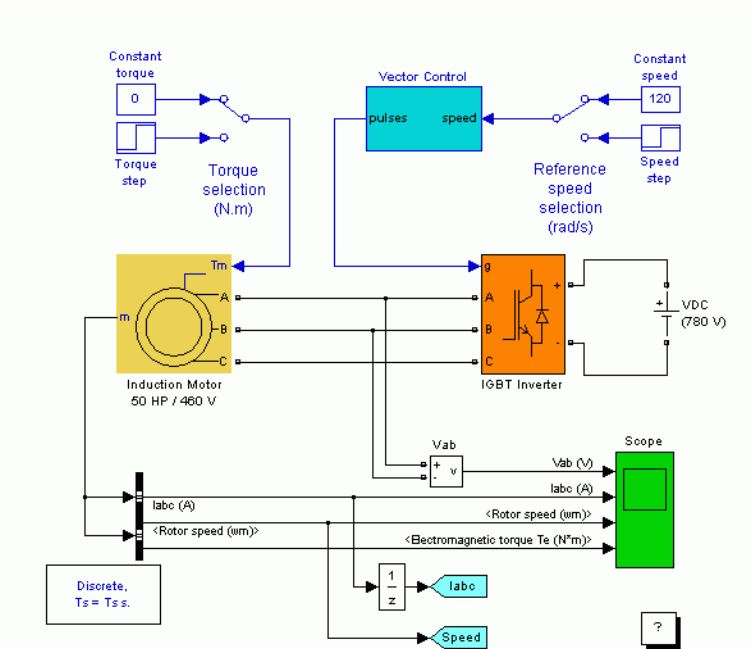 Constant
torque
0
Torque
step
Torque
selection
(N.m)
Vector Control
pulses
speed
Constant
speed
120
Speed
step
Reference
speed
selection
(rad/s)
Tm
m
A
B
C
Induction Motor
50 HP / 460 V
g
A
B
C
+
-
IGBT Inverter
+
VDC
(780 V)
Vab
+
-
v
Scope
Vab (V)
Iabc (A)
<Rotor speed (wm)>
<Electromagnetic torque Te (N*m)>
Iabc (A)
<Rotor speed (wm)>
Discrete,
Ts = Ts s.
1
z
Iabc
Speed
?